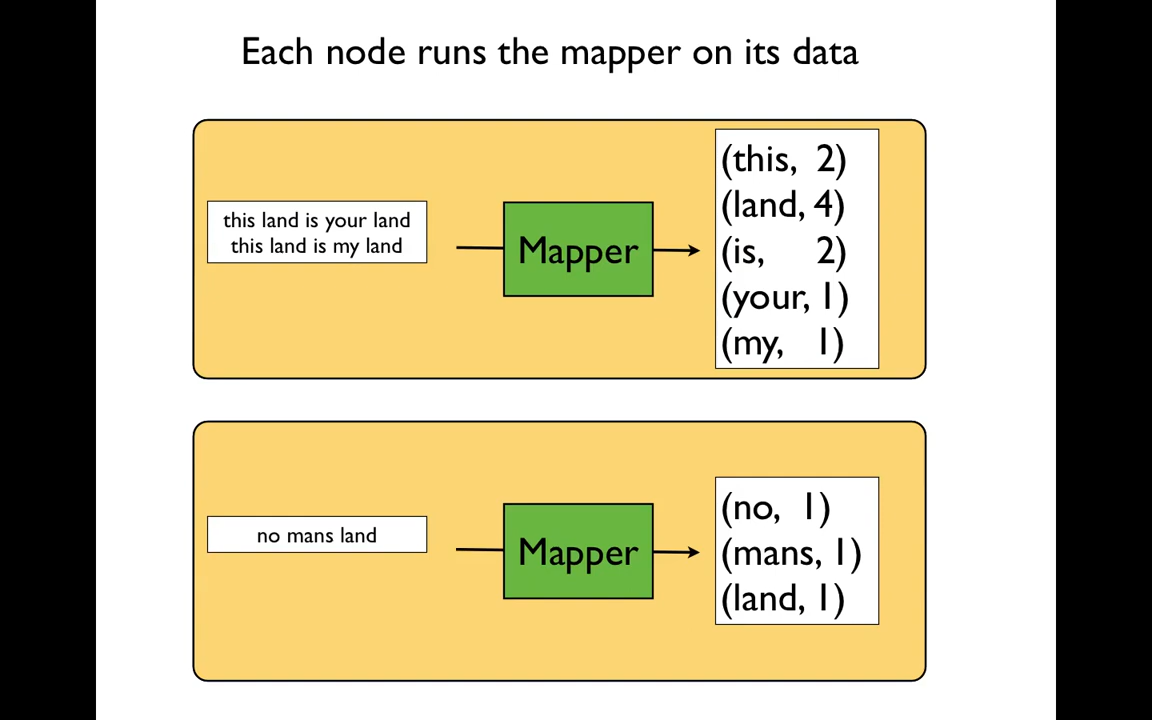 Each node runs the mapper on its data
this land is your land
this land is my land
Mapper
(this, 2)
(land, 4)
(is, 2)
(your, 1)
(my, 1)
no mans land
Mapper
(no, 1)
(mans, 1)
(land, 1)